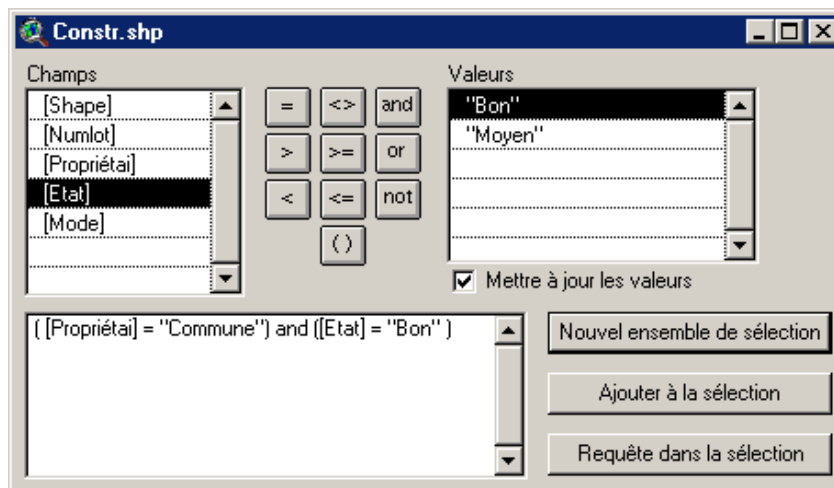 Constr.shp
Champs
[Shape]
[Numlot]
[Propriétai]
[Etat]
[Mode]
= <> and
> >= or
< <= not
( )
Valeurs
"Bon"
"Moyen"
Mettre à jour les valeurs
( [Propriétai] = "Commune") and ([Etat] = "Bon" )
Nouvel ensemble de sélection
Ajouter à la sélection
Requête dans la sélection